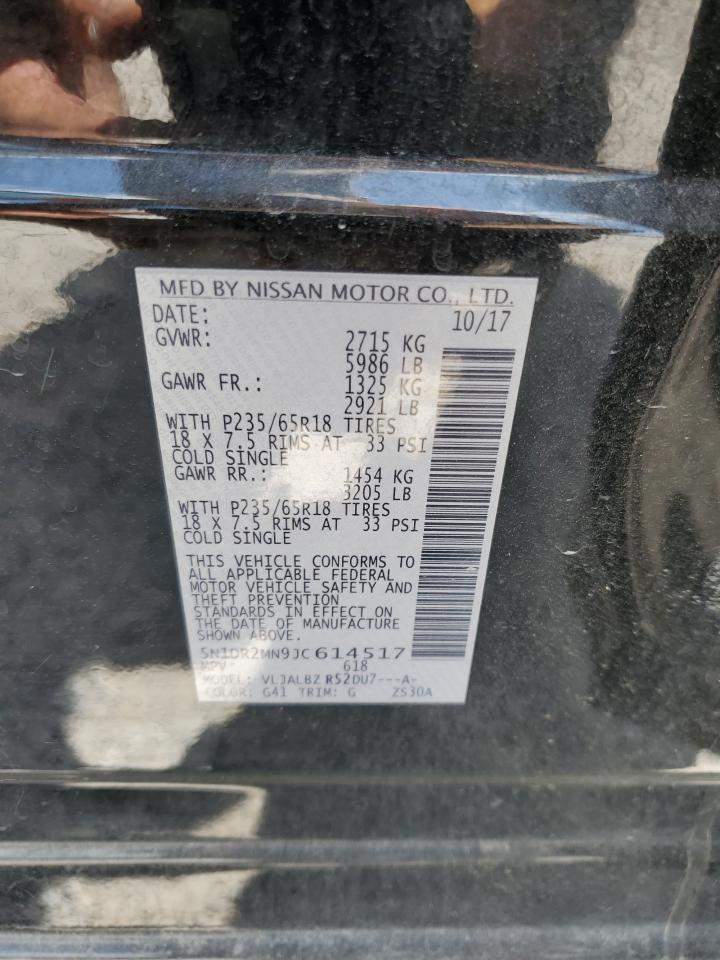 MFD BY NISSAN MOTOR CO., LTD.
DATE: 10/17
GVWR: 2715 KG
5986 LB
GAWR FR.: 1325 KG
2921 LB
WITH P235/65R18 TIRES
18 X 7.5 RIMS AT 33 PSI
COLD SINGLE
GAWR RR.: 1454 KG
3205 LB
WITH P235/65R18 TIRES
18 X 7.5 RIMS AT 33 PSI
COLD SINGLE
THIS VEHICLE CONFORMS TO
ALL APPLICABLE FEDERAL
MOTOR VEHICLE SAFETY AND
THEFT PREVENTION
STANDARDS IN EFFECT ON
THE DATE OF MANUFACTURE
SHOWN ABOVE.
5N1DR2MN9JC614517
MPV 618
MODEL: VLJALBZ R52DU7---A-
COLOR: G41 TRIM: G ZS30A